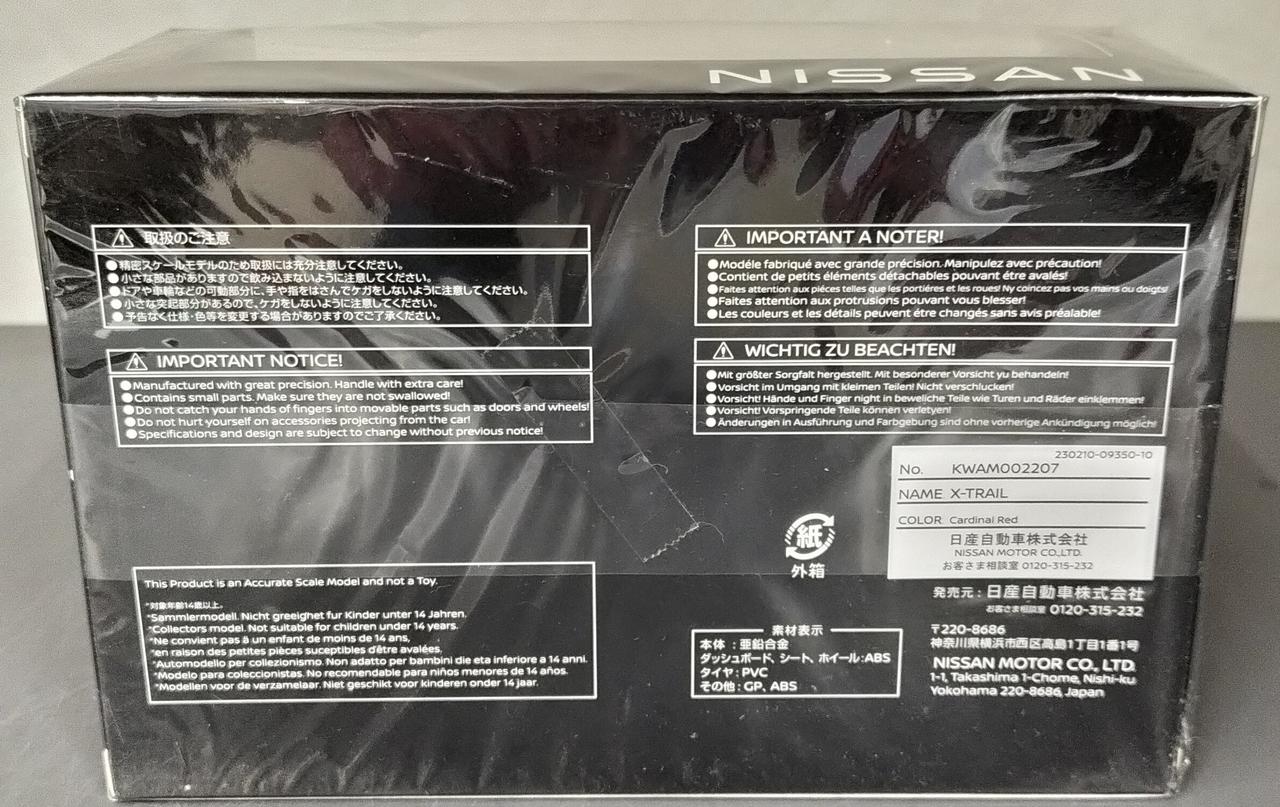 NISSAN
取扱のご注意
●精密スケールモデルのため取扱には充分注意してください。
●小さな部品がありますので飲み込まないように注意してください。
●ドアや車輪などの可動部分に、手や指をはさんでケガをしないように注意してください。
●小さな突起部分があるので、ケガをしないように注意してください。
●予告なく仕様・色等を変更する場合がありますのでご了承ください。
IMPORTANT NOTICE!
●Manufactured with great precision. Handle with extra care!
●Contains small parts. Make sure they are not swallowed!
●Do not catch your hands of fingers into movable parts such as doors and wheels!
●Do not hurt yourself on accessories projecting from the car!
●Specifications and design are subject to change without previous notice!
This Product is an Accurate Scale Model and not a Toy.
*対象年齢14歳以上。
*Sammlermodell. Nicht greeighet fur Kinder unter 14 Jahren.
*Collectors model. Not suitable for children under 14 years.
*Ne convient pas â un enfant de moins de 14 ans,
*en raison des petites pièces suceptibles d'être avalées.
*Automodello per collezionismo. Non adatto per bambini die eta inferiore a 14 anni.
*Modelo para coleccionistas. No recomendable para niños menores de 14 años.
*Modellen voor de verzamelaar. Niet geschikt voor kinderen onder 14 jaar.
IMPORTANT A NOTER!
●Modéle fabriqué avec grande précision. Manipulez avec précaution!
●Contient de petits éléments détachables pouvant étre avalés!
●Faites attention aux piéces telles que les portiéres et les roues! Ny coincez pas vos mains ou doigts!
●Faites attention aux protrusions pouvant vous blesser!
●Les couleurs et les détails peuvent étre changés sans avis préalable!
WICHTIG ZU BEACHTEN!
●Mit größter Sorgfalt hergestellt. Mit besonderer Vorsicht yu behandeln!
●Vorsicht im Umgang mit kleimen Teilen! Nicht verschlucken!
●Vorsicht! Hände und Finger night in beweliche Teile wie Turen und Räder einklemmen!
●Vorsicht! Vorspringende Teile können verletyen!
●Änderungen in Ausführung und Farbgebung sind ohne vorherige Ankündigung möglich!
230210-09350-10
No. KWAM002207
NAME X-TRAIL
COLOR Cardinal Red
日産自動車株式会社
NISSAN MOTOR CO.,LTD.
お客さま相談室 0120-315-232
紙
外箱
発売元：日産自動車株式会社
お客さま相談室 0120-315-232
〒220-8686
神奈川県横浜市西区高島1丁目1番1号
NISSAN MOTOR CO., LTD.
1-1, Takashima 1-Chome, Nishi-ku
Yokohama 220-8686, Japan
素材表示
本体：亜鉛合金
ダッシュボード、シート、ホイール：ABS
タイヤ：PVC
その他：GP、ABS